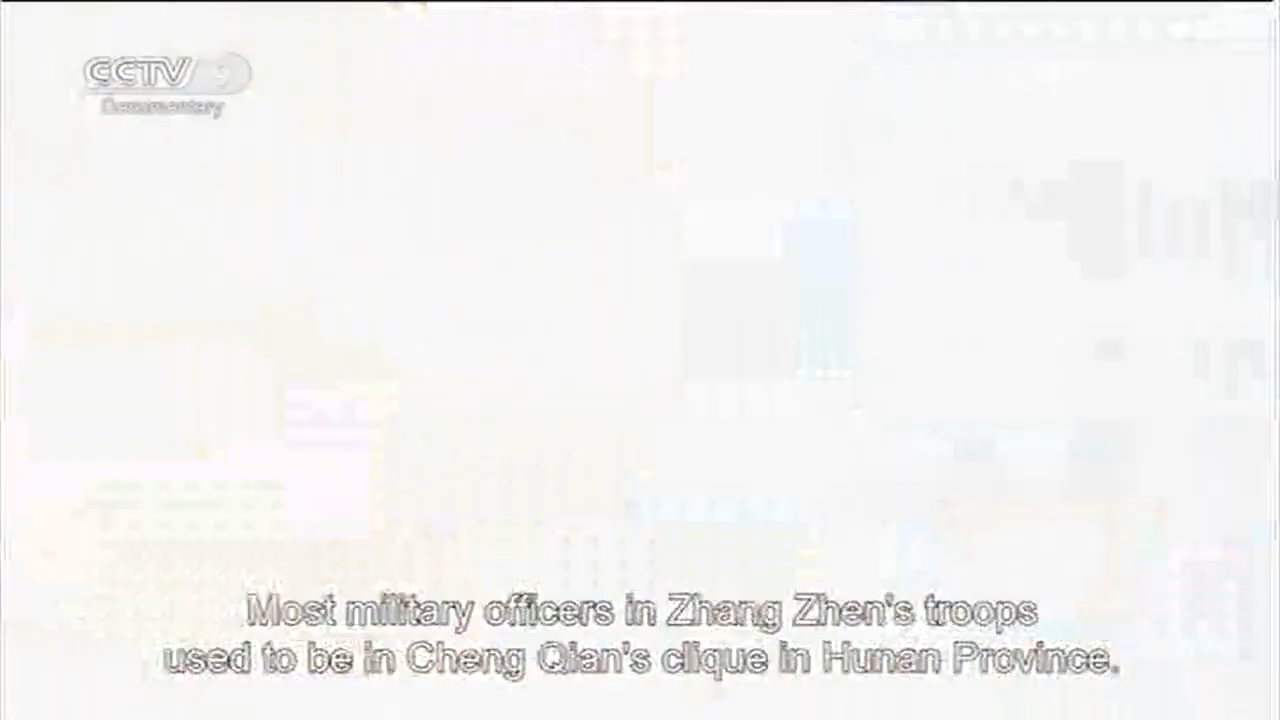 CCTV 9
Documentary
Most military officers in Zhang Zhen's troops
used to be in Cheng Qian's clique in Hunan Province.